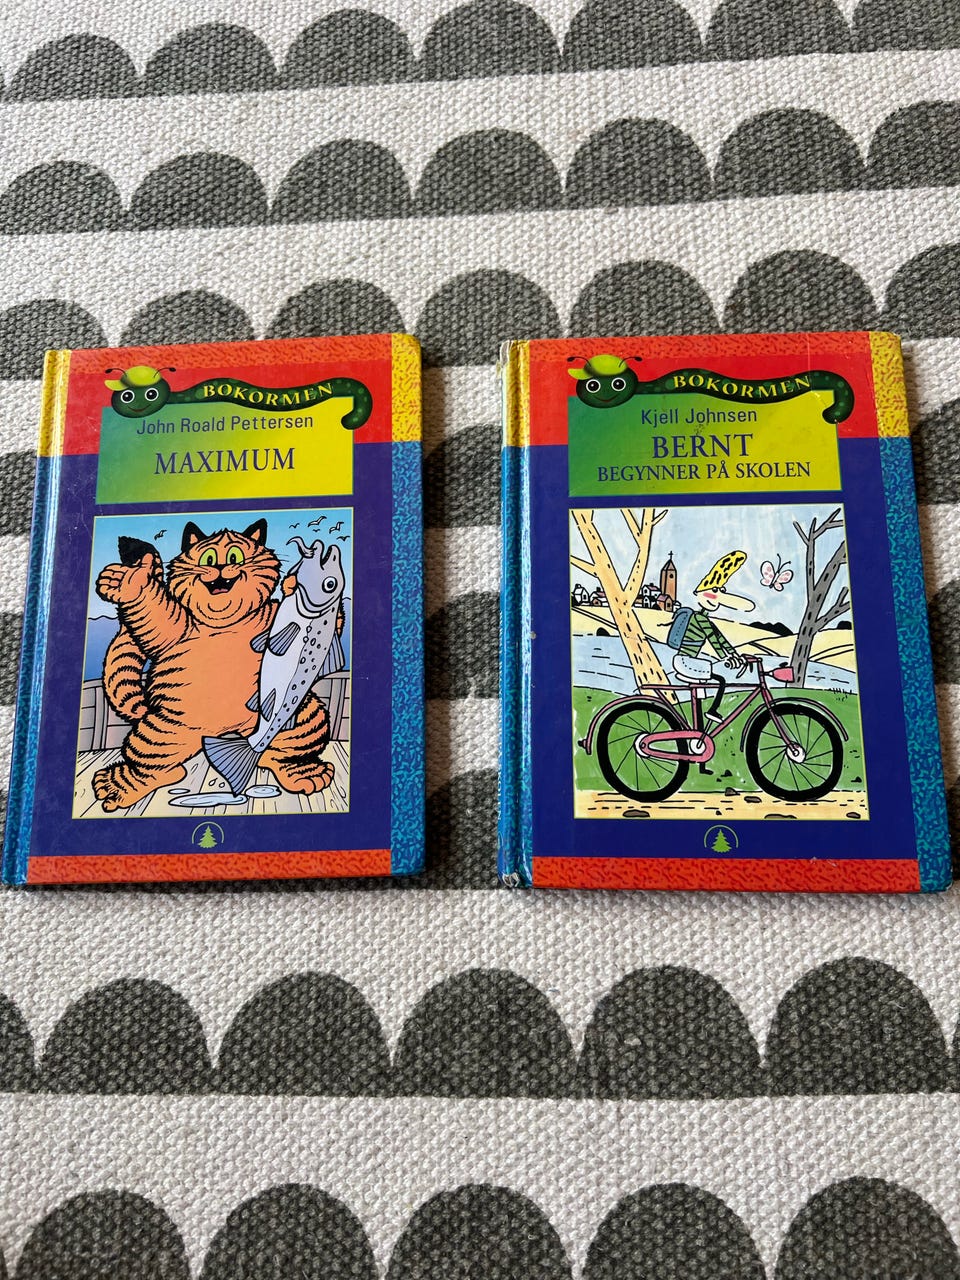 BOKORMEN
John Roald Pettersen
MAXIMUM
BOKORMEN
Kjell Johnsen
BERNT
BEGYNNER PÅ SKOLEN